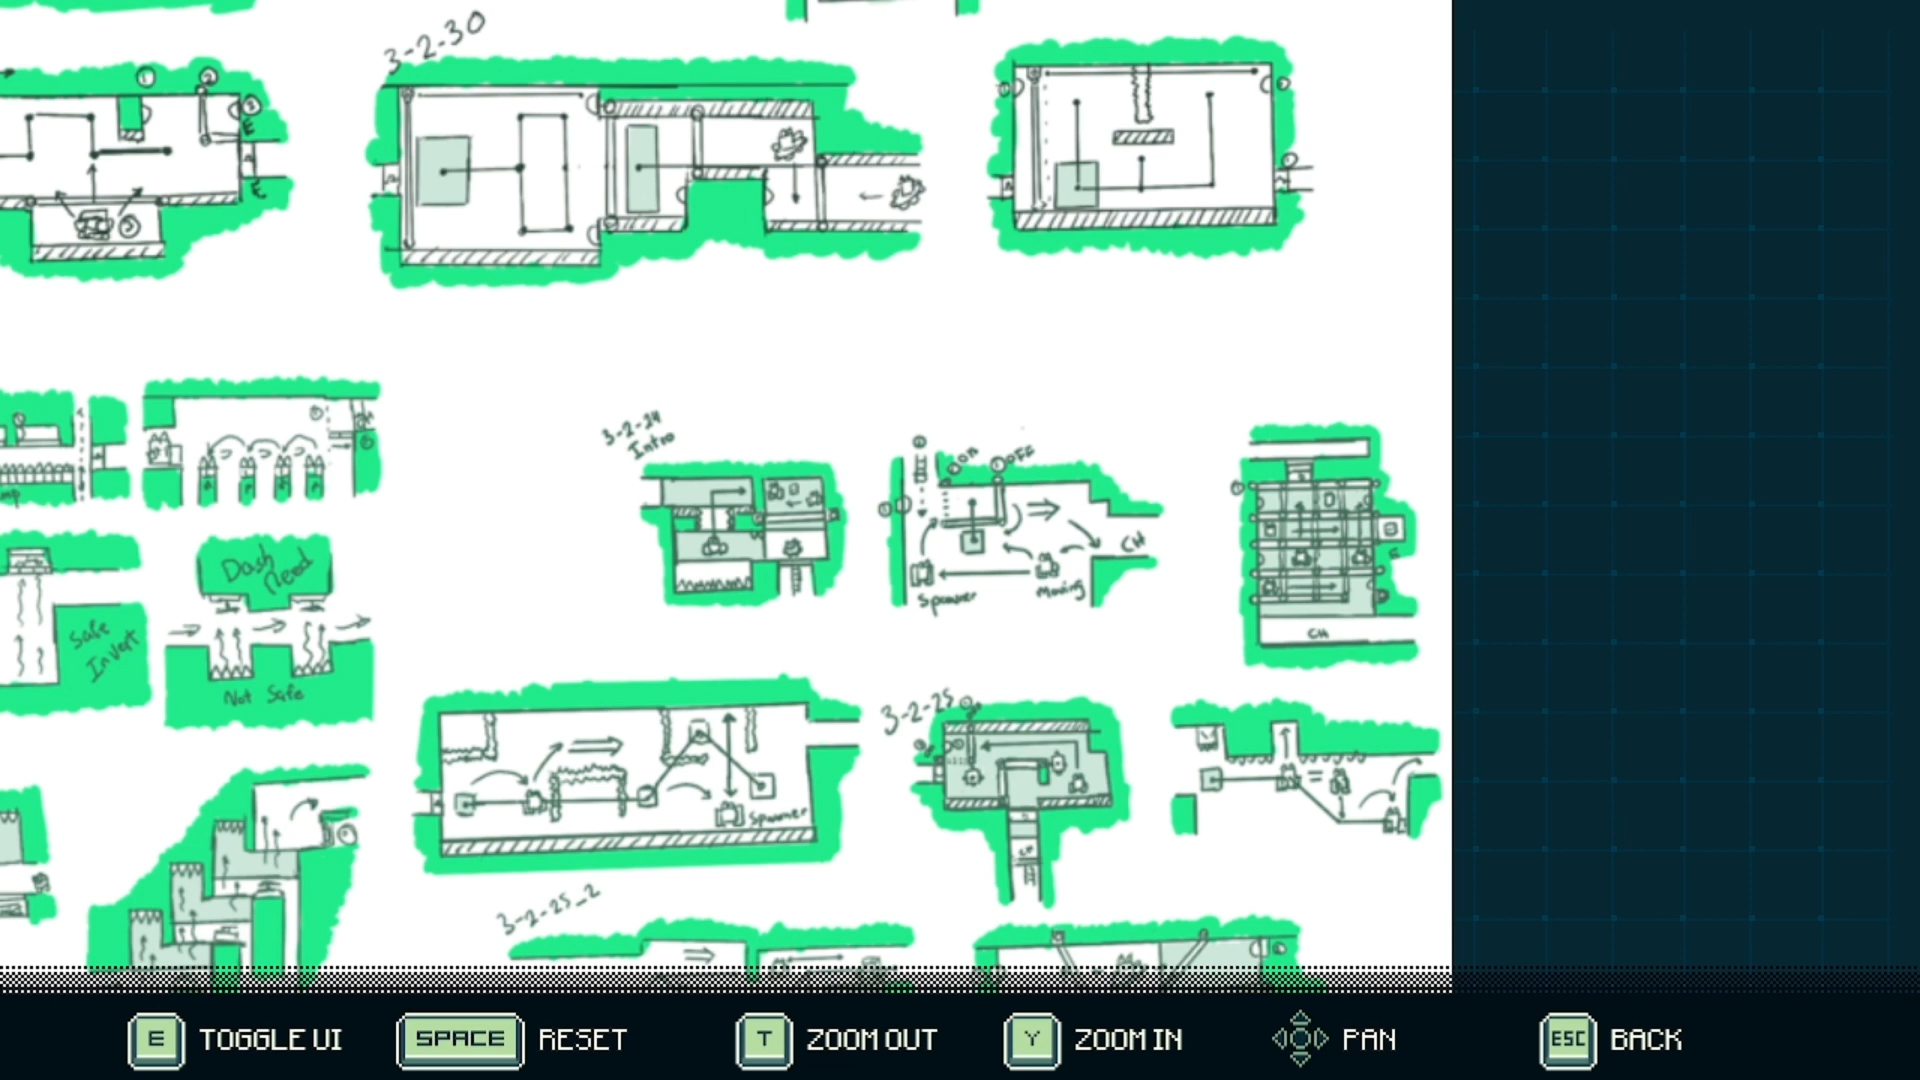 3-2-30
3-2-24
Intro
ON
OFF
CH
Spawner
Moving
CH
Dash
Need
Safe
Invert
Not Safe
3-2-25
Spawner
3-2-25_2
E TOGGLE UI
SPACE RESET
T ZOOM OUT
Y ZOOM IN
PAN
ESC BACK